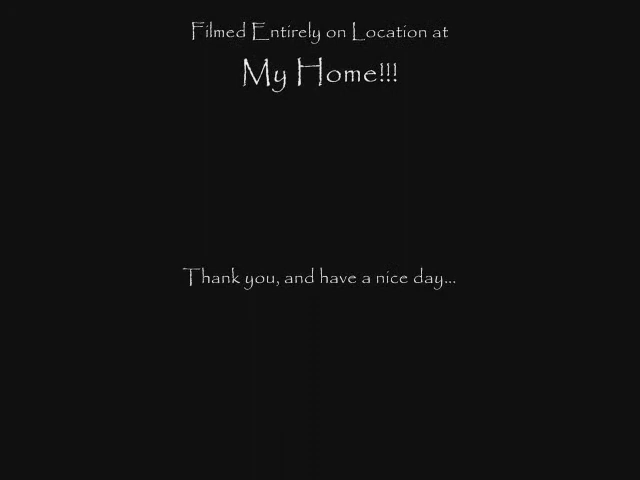 Filmed Entirely on Location at
My Home!!!
Thank you, and have a nice day...